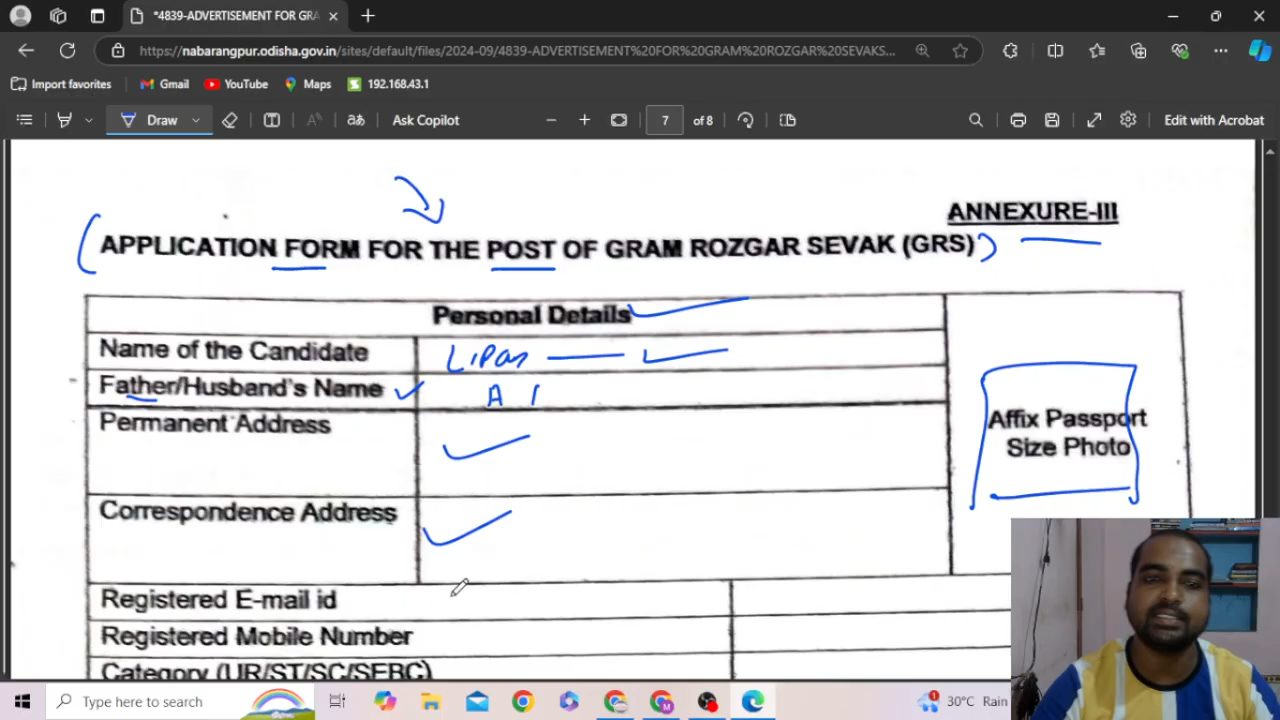 *4839-ADVERTISEMENT FOR GRA
https://nabarangpur.odisha.gov.in/sites/default/files/2024-09/4839-ADVERTISEMENT%20FOR%20GRAM%20ROZGAR%20SEVAKS...
Import favorites Gmail YouTube Maps 192.168.43.1
Draw Ask Copilot 7 of 8 Edit with Acrobat
ANNEXURE-III
APPLICATION FORM FOR THE POST OF GRAM ROZGAR SEVAK (GRS)
Personal Details
Name of the Candidate
Father/Husband's Name A
Permanent Address
Affix Passport
Size Photo
Correspondence Address
Registered E-mail id
Registered Mobile Number
Category (UR/ST/SC/SEBC)
Type here to search 30°C Rain